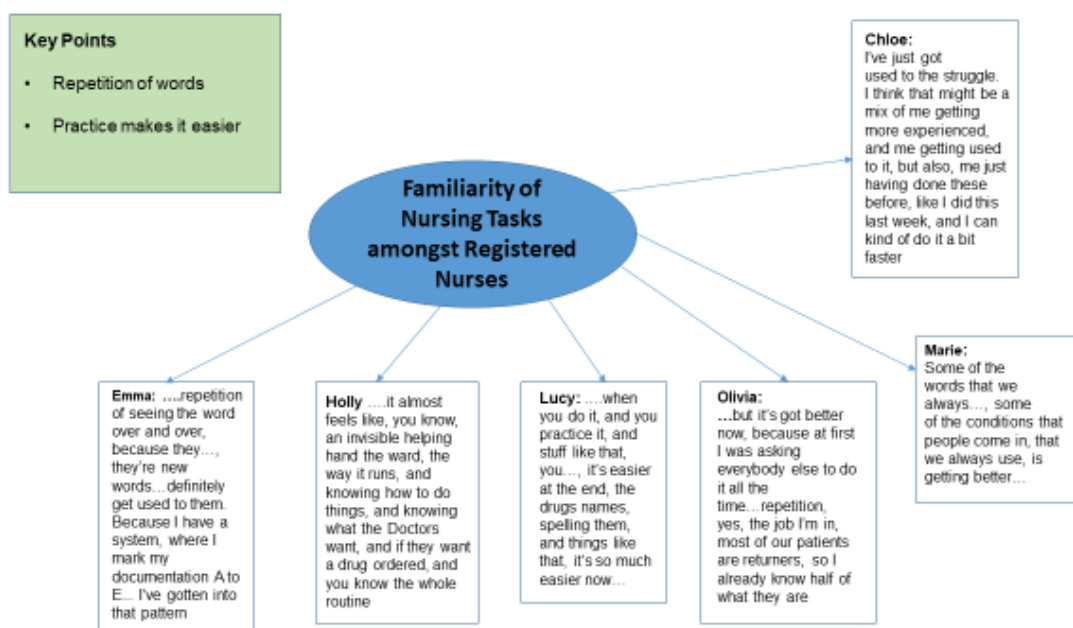 Key Points
• Repetition of words
• Practice makes it easier
Familiarity of
Nursing Tasks
amongst Registered
Nurses
Chloe:
I've just got
used to the struggle.
I think that might be a
mix of me getting
more experienced,
and me getting used
to it, but also, me just
having done these
before, like I did this
last week, and I can
kind of do it a bit
faster
Emma: ....repetition
of seeing the word
over and over,
because they...,
they're new
words...definitely
get used to them.
Because I have a
system, where I
mark my
documentation A to
E... I've gotten into
that pattern
Holly ....it almost
feels like, you know,
an invisible helping
hand the ward, the
way it runs, and
knowing how to do
things, and knowing
what the Doctors
want, and if they want
a drug ordered, and
you know the whole
routine
Lucy: ....when
you do it, and you
practice it, and
stuff like that,
you..., it's easier
at the end, the
drugs names,
spelling them,
and things like
that, it's so much
easier now...
Olivia:
...but it's got better
now, because at first
I was asking
everybody else to do
it all the
time...repetition,
yes, the job I'm in,
most of our patients
are returners, so I
already know half of
what they are
Marie:
Some of the
words that we
always..., some
of the conditions that
people come in, that
we always use, is
getting better...